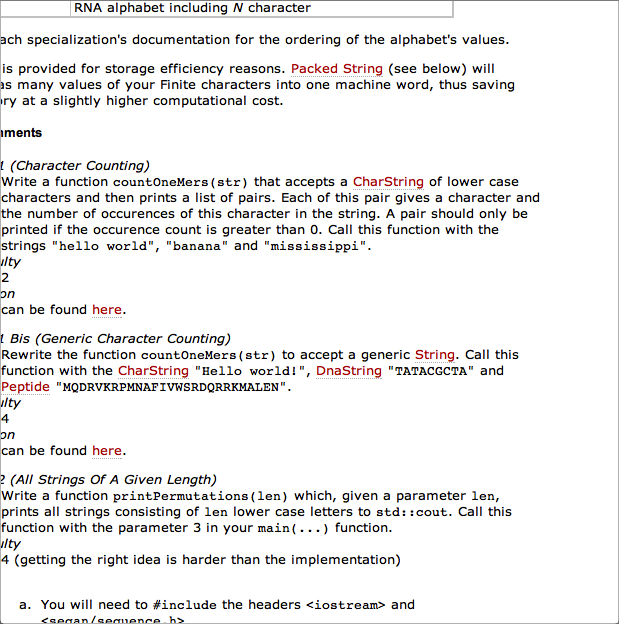 RNA alphabet including N character
ach specialization's documentation for the ordering of the alphabet's values.
is provided for storage efficiency reasons. Packed String (see below) will
as many values of your Finite characters into one machine word, thus saving
ry at a slightly higher computational cost.
nments
1 (Character Counting)
Write a function countOneMers(str) that accepts a CharString of lower case
characters and then prints a list of pairs. Each of this pair gives a character and
the number of occurences of this character in the string. A pair should only be
printed if the occurence count is greater than 0. Call this function with the
strings "hello world", "banana" and "mississippi".
ulty
2
on
can be found here.
1 Bis (Generic Character Counting)
Rewrite the function countOneMers(str) to accept a generic String. Call this
function with the CharString "Hello world!", DnaString "TATACGCTA" and
Peptide "MQDRVKRPMNAFIVWSRDQRRKMALEN".
ulty
4
on
can be found here.
2 (All Strings Of A Given Length)
Write a function printPermutations(len) which, given a parameter len,
prints all strings consisting of len lower case letters to std::cout. Call this
function with the parameter 3 in your main(...) function.
ulty
4 (getting the right idea is harder than the implementation)
a. You will need to #include the headers <iostream> and
<seqan/sequence.h>